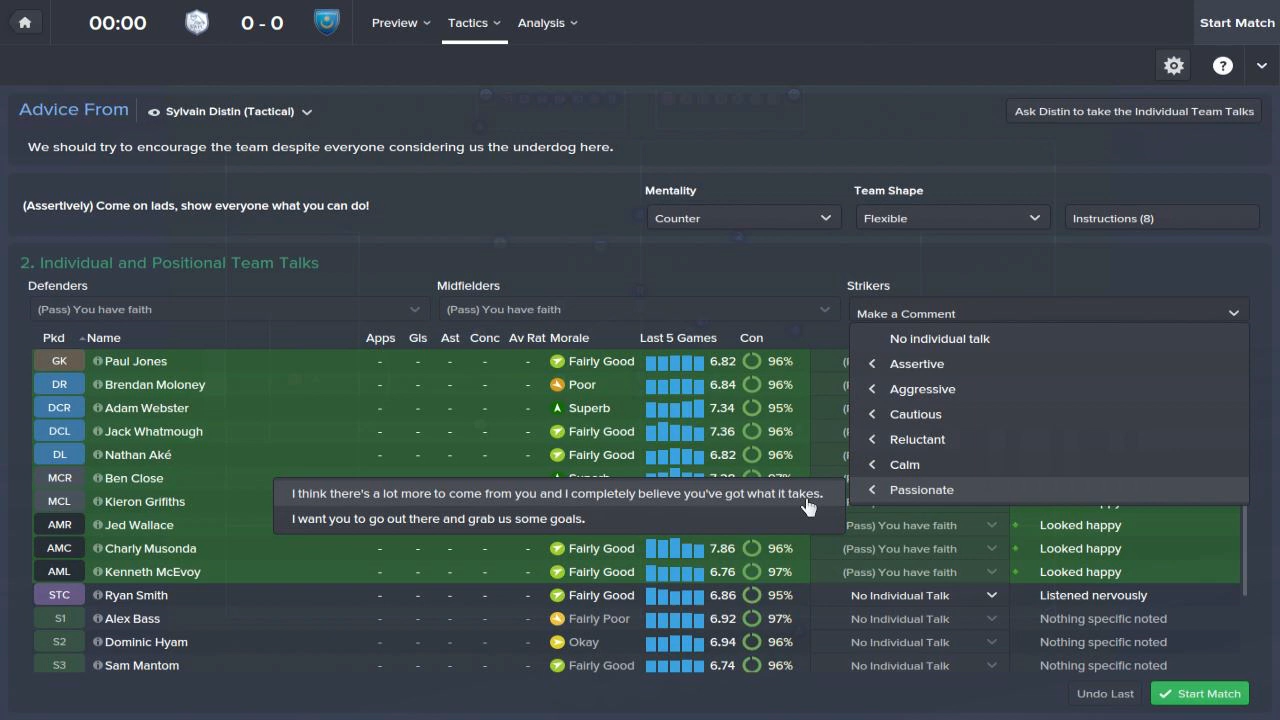 00:00 0 - 0 Preview Tactics Analysis Start Match
?
Advice From Sylvain Distin (Tactical) Ask Distin to take the Individual Team Talks
We should try to encourage the team despite everyone considering us the underdog here.
Mentality Team Shape
(Assertively) Come on lads, show everyone what you can do! Counter Flexible Instructions (8)
2. Individual and Positional Team Talks
Defenders Midfielders Strikers
(Pass) You have faith (Pass) You have faith Make a Comment
Pkd Name Apps Gls Ast Conc Av Rat Morale Last 5 Games Con No individual talk
GK Paul Jones - - - - - Fairly Good 6.82 96% Assertive
DR Brendan Moloney - - - - - Poor 6.84 96% Aggressive
DCR Adam Webster - - - - - Superb 7.34 95% Cautious
DCL Jack Whatmough - - - - - Fairly Good 7.36 96% Reluctant
DL Nathan Aké - - - - - Fairly Good 6.82 96% Calm
MCR Ben Close Passionate
MCL Kieron Grifiths I think there's a lot more to come from you and I completely believe you've got what it takes.
I want you to go out there and grab us some goals.
AMR Jed Wallace (Pass) You have faith Looked happy
AMC Charly Musonda - - - - - Fairly Good 7.86 96% (Pass) You have faith Looked happy
AML Kenneth McEvoy - - - - - Fairly Good 6.76 97% (Pass) You have faith Looked happy
STC Ryan Smith - - - - - Fairly Good 6.86 95% No Individual Talk Listened nervously
S1 Alex Bass - - - - - Fairly Poor 6.92 97% No Individual Talk Nothing specific noted
S2 Dominic Hyam - - - - - Okay 6.94 96% No Individual Talk Nothing specific noted
S3 Sam Mantom - - - - - Fairly Good 6.74 96% No Individual Talk Nothing specific noted
Undo Last Start Match